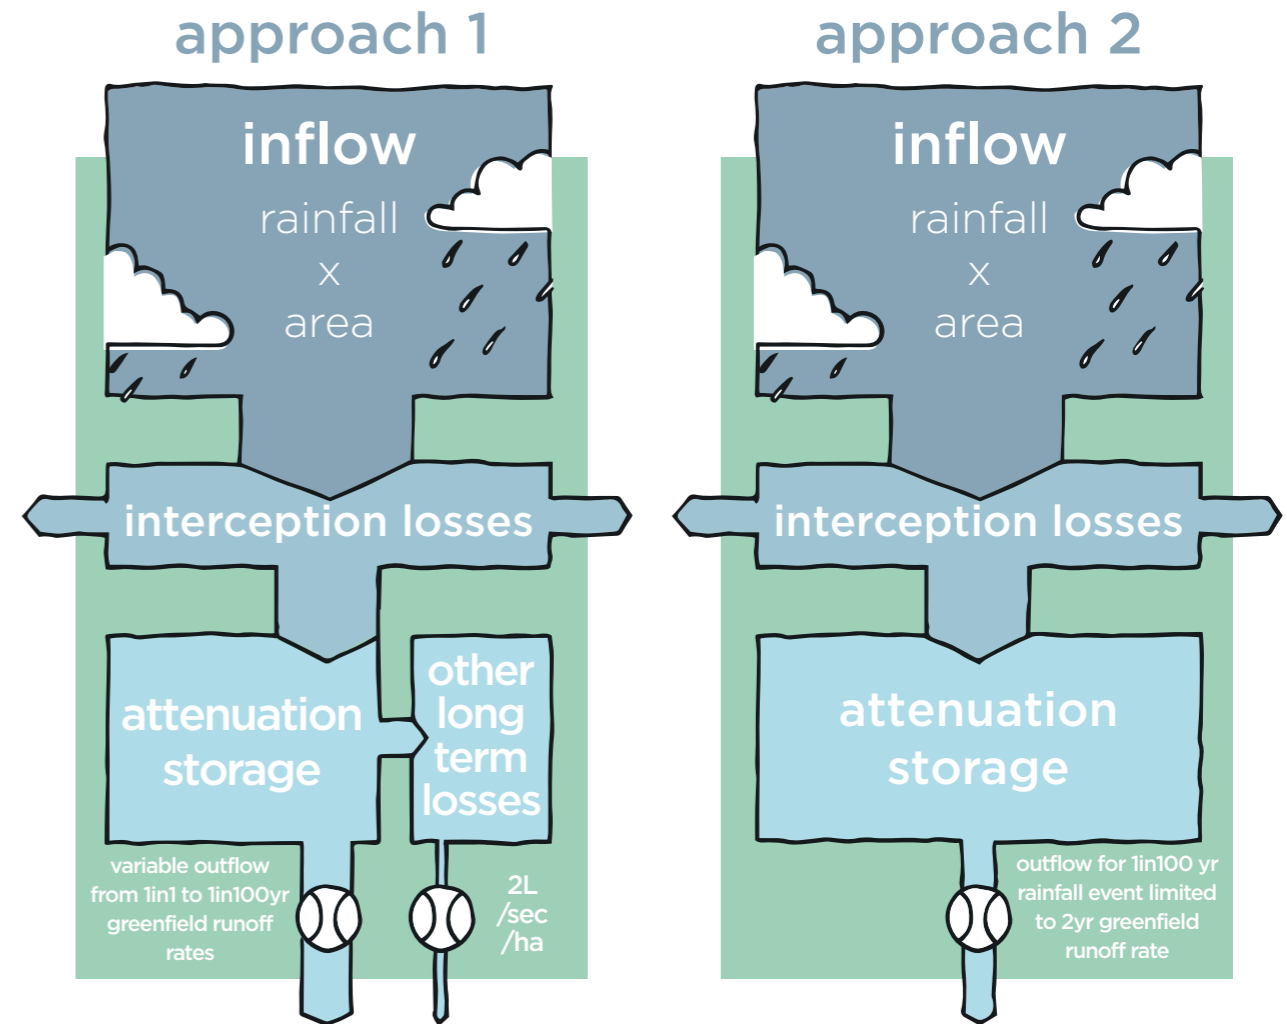 approach 1
inflow
rainfall
x
area
interception losses
attenuation
storage
other
long
term
losses
variable outflow
from 1in1 to 1in100yr
greenfield runoff
rates
2L
/sec
/ha
approach 2
inflow
rainfall
x
area
interception losses
attenuation
storage
outflow for 1in100 yr
rainfall event limited
to 2yr greenfield
runoff rate